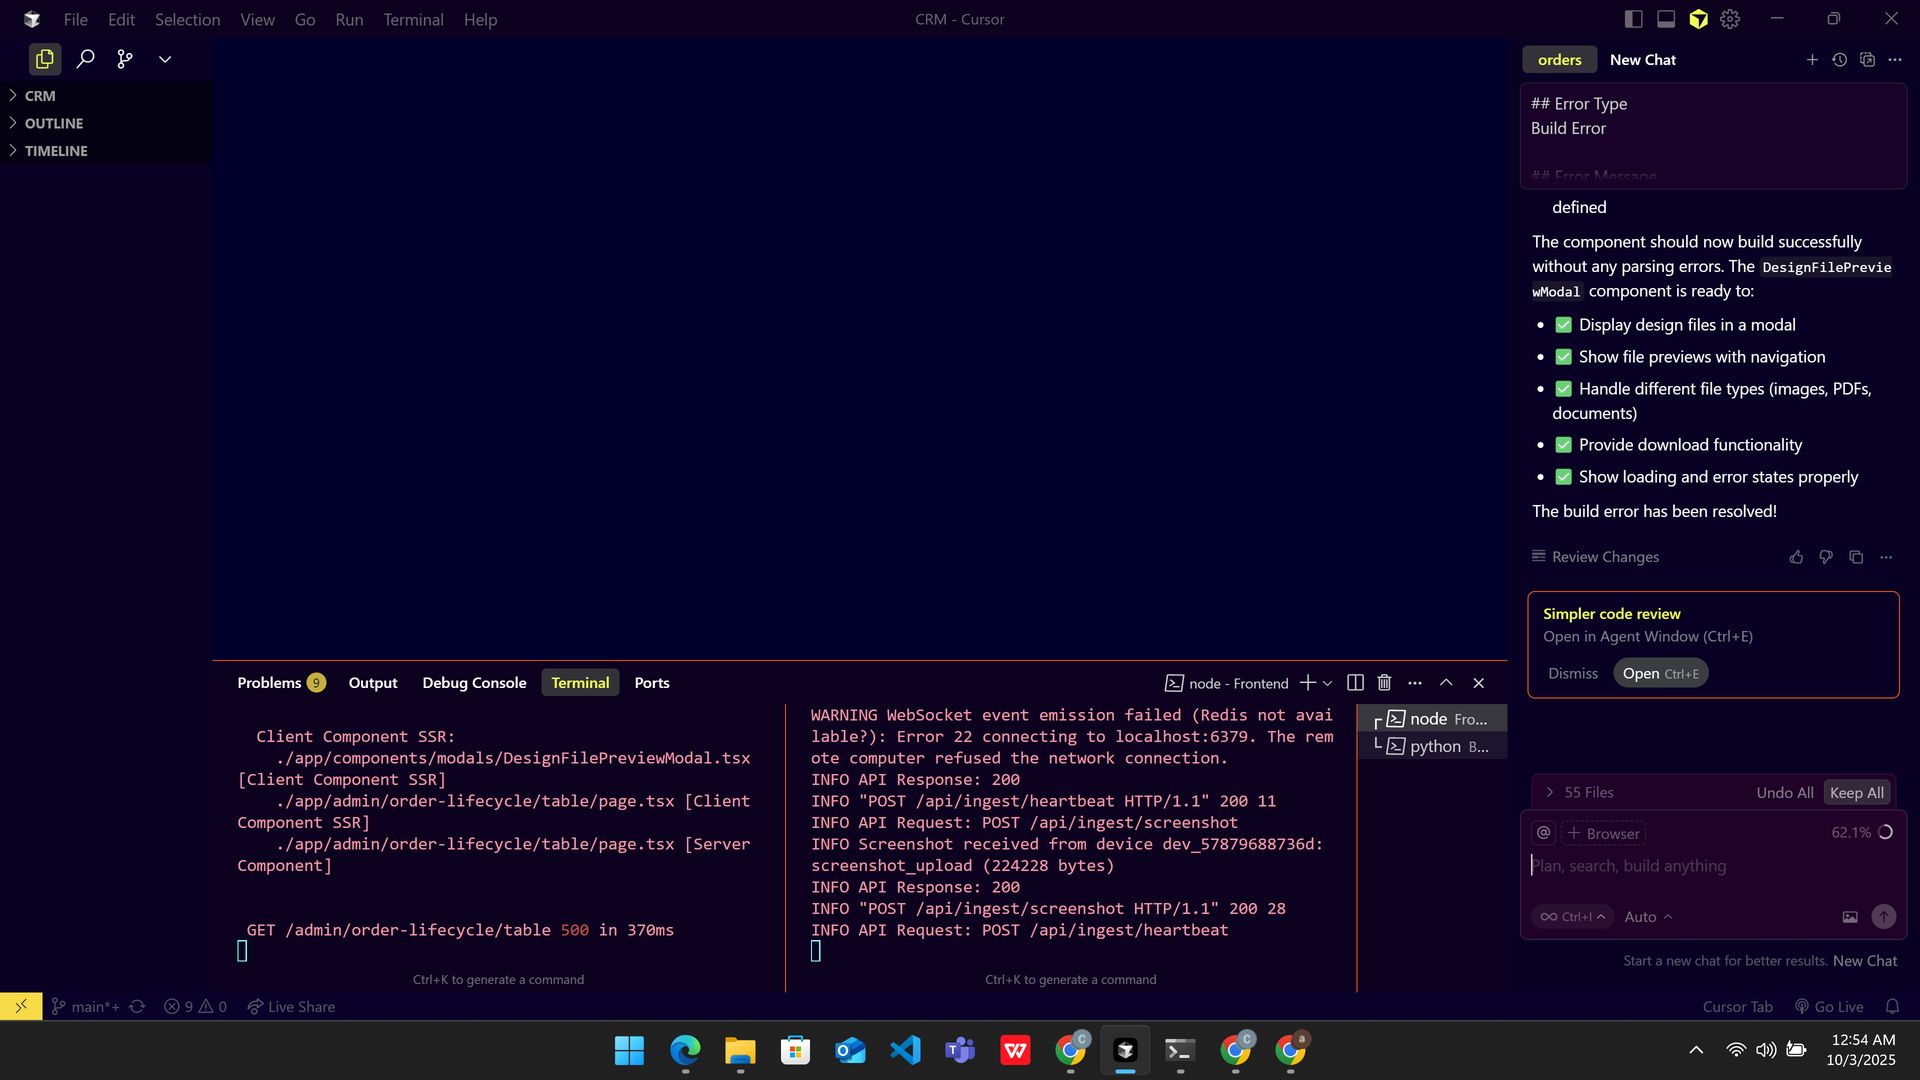 File Edit Selection View Go Run Terminal Help
CRM - Cursor
CRM
OUTLINE
TIMELINE
orders New Chat
## Error Type
Build Error
## Error Message
defined
The component should now build successfully
without any parsing errors. The DesignFilePrevie
wModal component is ready to:
• ✅ Display design files in a modal
• ✅ Show file previews with navigation
• ✅ Handle different file types (images, PDFs,
documents)
• ✅ Provide download functionality
• ✅ Show loading and error states properly
The build error has been resolved!
Review Changes
Simpler code review
Open in Agent Window (Ctrl+E)
Dismiss Open Ctrl+E
55 Files Undo All Keep All
@ + Browser 62.1%
Plan, search, build anything
∞ Ctrl+I Auto
Start a new chat for better results. New Chat
Problems 9 Output Debug Console Terminal Ports
node - Frontend
Client Component SSR:
./app/components/modals/DesignFilePreviewModal.tsx
[Client Component SSR]
./app/admin/order-lifecycle/table/page.tsx [Client
Component SSR]
./app/admin/order-lifecycle/table/page.tsx [Server
Component]
GET /admin/order-lifecycle/table 500 in 370ms
Ctrl+K to generate a command
WARNING WebSocket event emission failed (Redis not avai
lable?): Error 22 connecting to localhost:6379. The rem
ote computer refused the network connection.
INFO API Response: 200
INFO "POST /api/ingest/heartbeat HTTP/1.1" 200 11
INFO API Request: POST /api/ingest/screenshot
INFO Screenshot received from device dev_57879688736d:
screenshot_upload (224228 bytes)
INFO API Response: 200
INFO "POST /api/ingest/screenshot HTTP/1.1" 200 28
INFO API Request: POST /api/ingest/heartbeat
Ctrl+K to generate a command
node Fro...
python B...
main*+ 9 0 Live Share
Cursor Tab Go Live
12:54 AM
10/3/2025